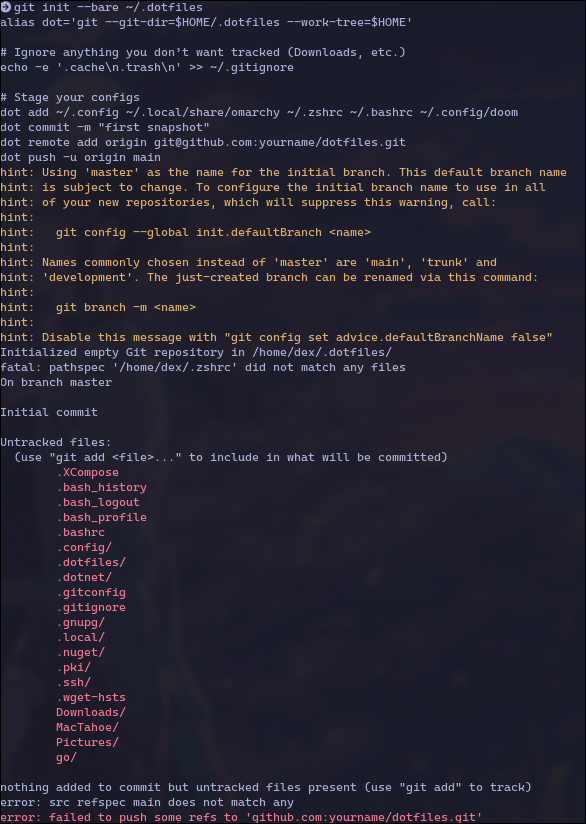 git init --bare ~/.dotfiles
alias dot='git --git-dir=$HOME/.dotfiles --work-tree=$HOME'

# Ignore anything you don’t want tracked (Downloads, etc.)
echo -e '.cache\n.trash\n' >> ~/.gitignore

# Stage your configs
dot add ~/.config ~/.local/share/omarchy ~/.zshrc ~/.bashrc ~/.config/doom
dot commit -m "first snapshot"
dot remote add origin git@github.com:yourname/dotfiles.git
dot push -u origin main
hint: Using 'master' as the name for the initial branch. This default branch name
hint: is subject to change. To configure the initial branch name to use in all
hint: of your new repositories, which will suppress this warning, call:
hint:
hint:   git config --global init.defaultBranch <name>
hint:
hint: Names commonly chosen instead of 'master' are 'main', 'trunk' and
hint: 'development'. The just-created branch can be renamed via this command:
hint:
hint:   git branch -m <name>
hint:
hint: Disable this message with "git config set advice.defaultBranchName false"
Initialized empty Git repository in /home/dex/.dotfiles/
fatal: pathspec '/home/dex/.zshrc' did not match any files
On branch master

Initial commit

Untracked files:
  (use "git add <file>..." to include in what will be committed)
        .XCompose
        .bash_history
        .bash_logout
        .bash_profile
        .bashrc
        .config/
        .dotfiles/
        .dotnet/
        .gitconfig
        .gitignore
        .gnupg/
        .local/
        .nuget/
        .pki/
        .ssh/
        .wget-hsts
        Downloads/
        MacTahoe/
        Pictures/
        go/

nothing added to commit but untracked files present (use "git add" to track)
error: src refspec main does not match any
error: failed to push some refs to 'github.com:yourname/dotfiles.git'